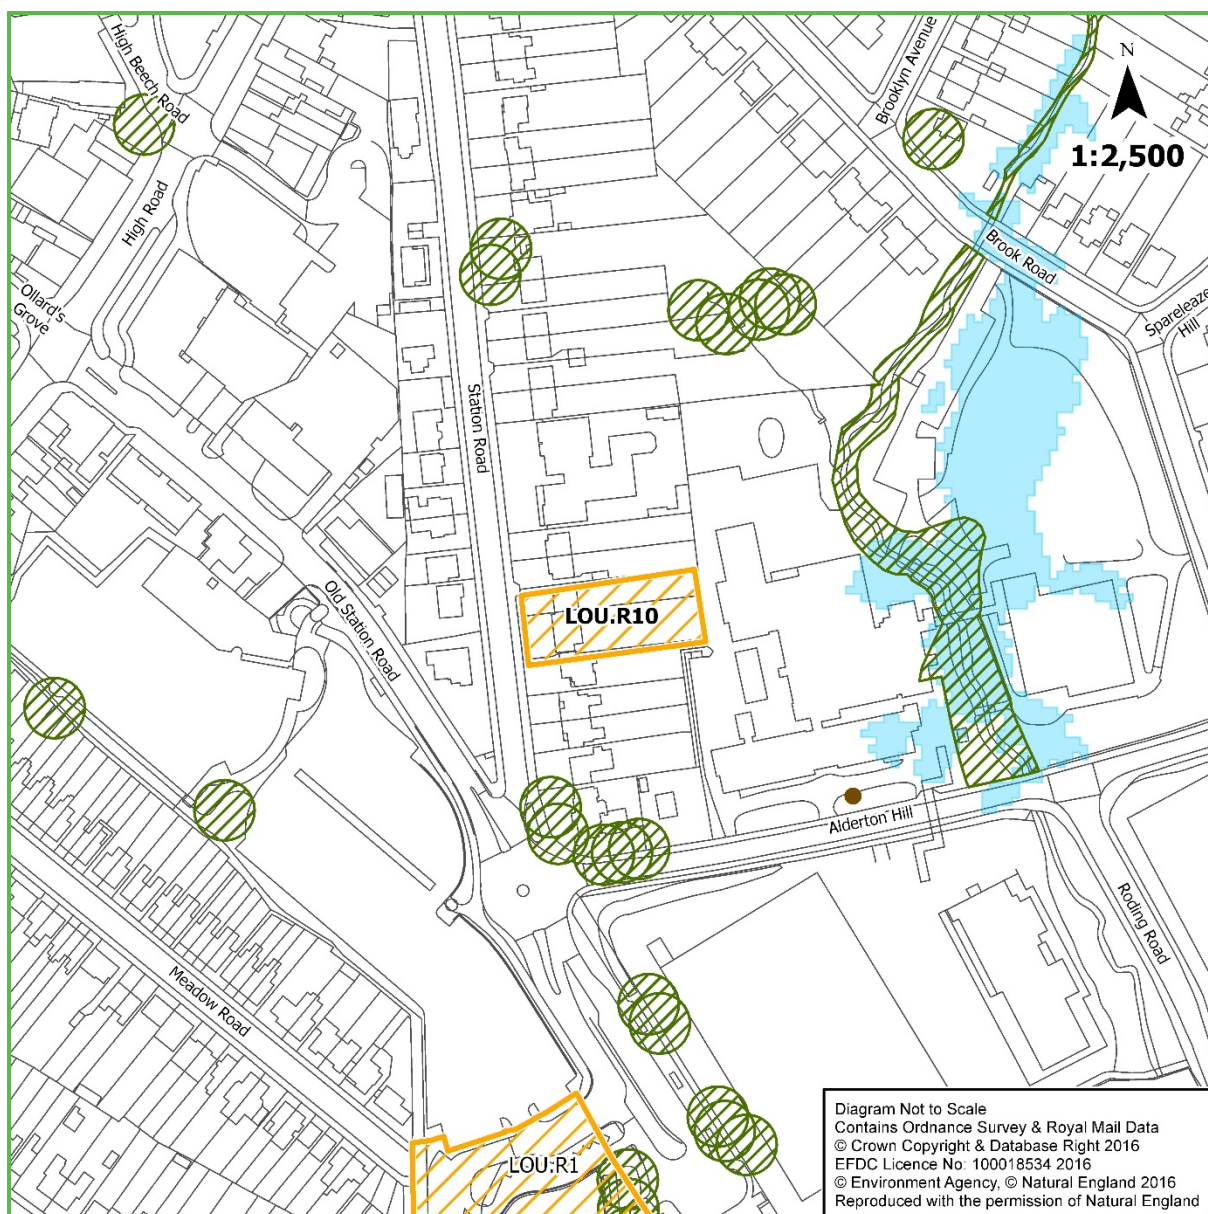 High Beech Road
Brooklyn Avenue
N
1:2,500
High Road
Brook Road
Ollard's
Grove
Spareleaze
Hill
Station Road
Old Station Road
LOU.R10
Alderton Hill
Roding Road
Meadow Road
LOU.R1
Diagram Not to Scale
Contains Ordnance Survey & Royal Mail Data
© Crown Copyright & Database Right 2016
EFDC Licence No: 100018534 2016
© Environment Agency, © Natural England 2016
Reproduced with the permission of Natural England